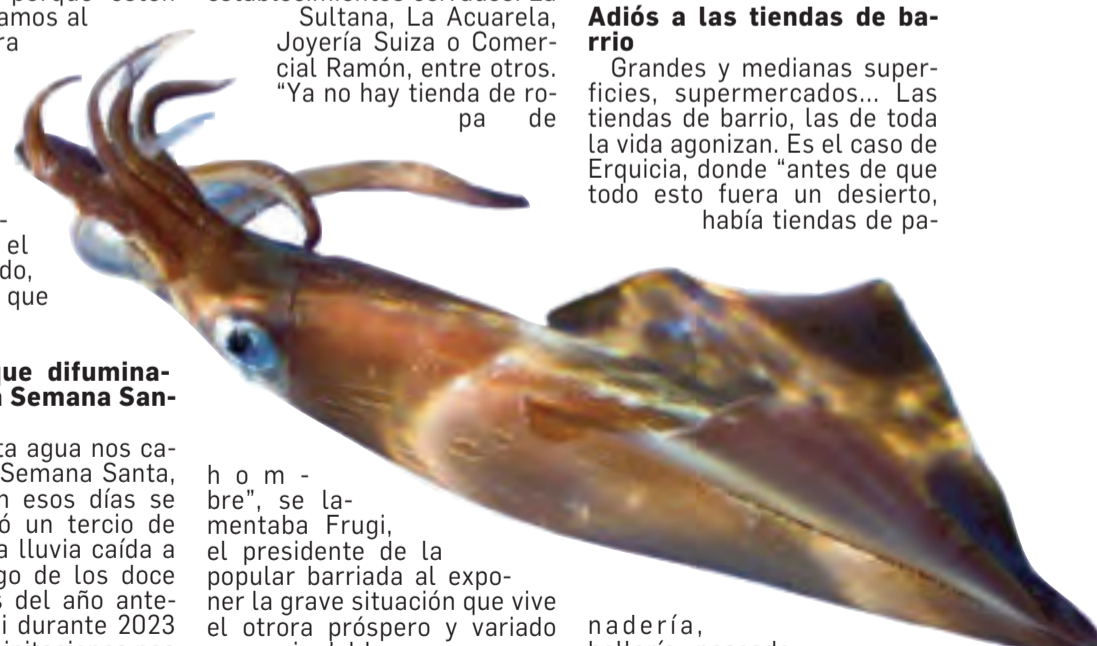 amos al
ra
el
do,
que
que difumina-
a Semana San-
ta agua nos ca-
Semana Santa,
n esos días se
ó un tercio de
a lluvia caída a
go de los doce
s del año ante-
i durante 2023
Sultana, La Acuarela,
Joyería Suiza o Comer-
cial Ramón, entre otros.
“Ya no hay tienda de ro-
pa de
hom-
bre”, se la-
mentaba Frugi,
el presidente de la
popular barriada al expo-
ner la grave situación que vive
el otrora próspero y variado
Adiós a las tiendas de ba-
rrio
Grandes y medianas super-
ficies, supermercados... Las
tiendas de barrio, las de toda
la vida agonizan. Es el caso de
Erquicia, donde “antes de que
todo esto fuera un desierto,
había tiendas de pa-
nadería,